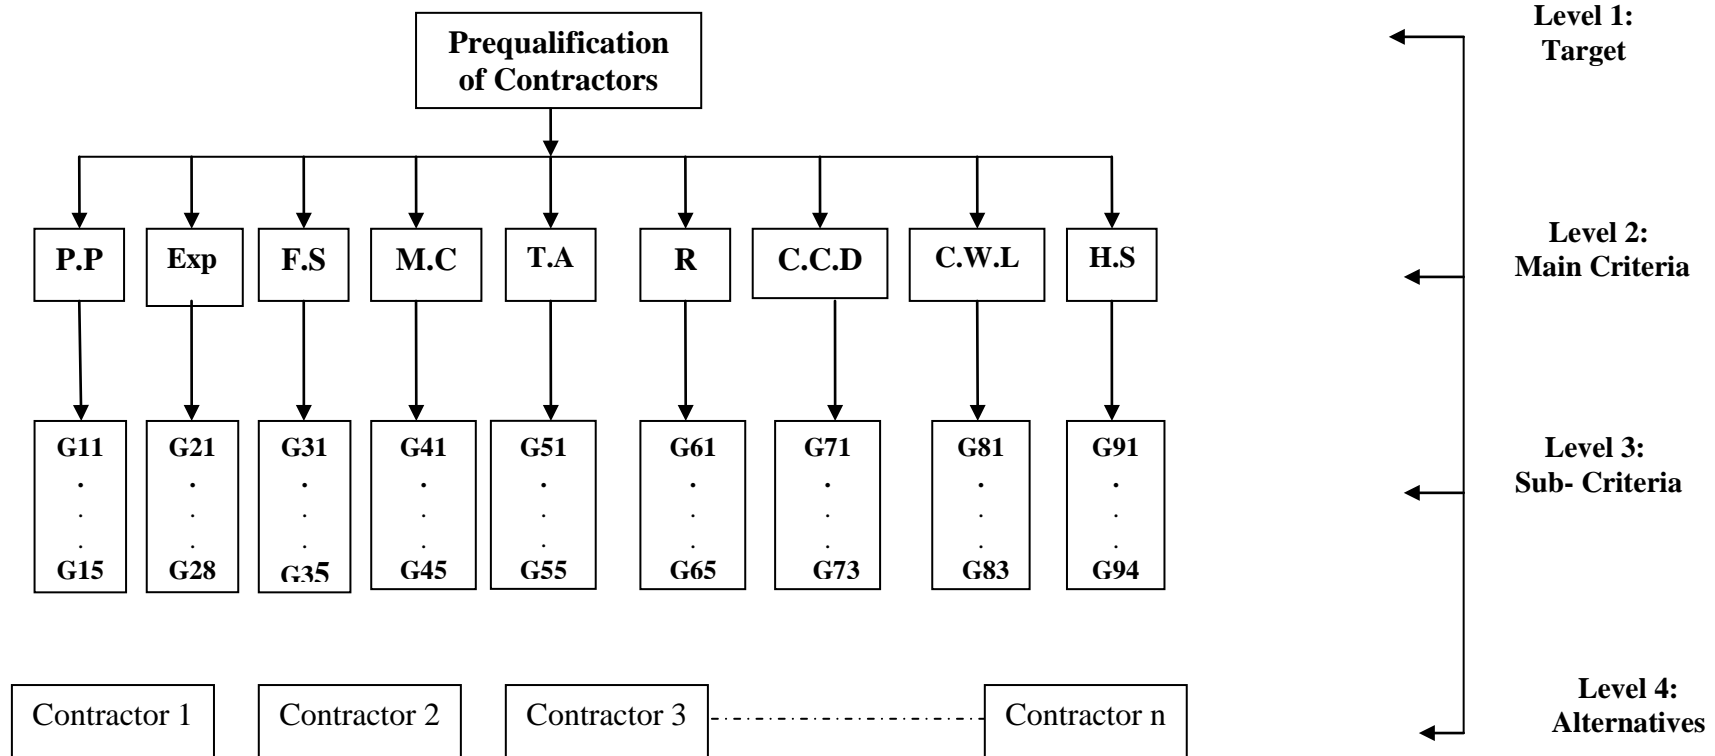 Prequalification
of Contractors
Level 1:
Target
P.P
Exp
F.S
M.C
T.A
R
C.C.D
C.W.L
H.S
Level 2:
Main Criteria
G11
.
.
.
G15
G21
.
.
.
G28
G31
.
.
.
G35
G41
.
.
.
G45
G51
.
.
.
G55
G61
.
.
.
G65
G71
.
.
.
G73
G81
.
.
.
G83
G91
.
.
.
G94
Level 3:
Sub- Criteria
Contractor 1
Contractor 2
Contractor 3
Contractor n
Level 4:
Alternatives